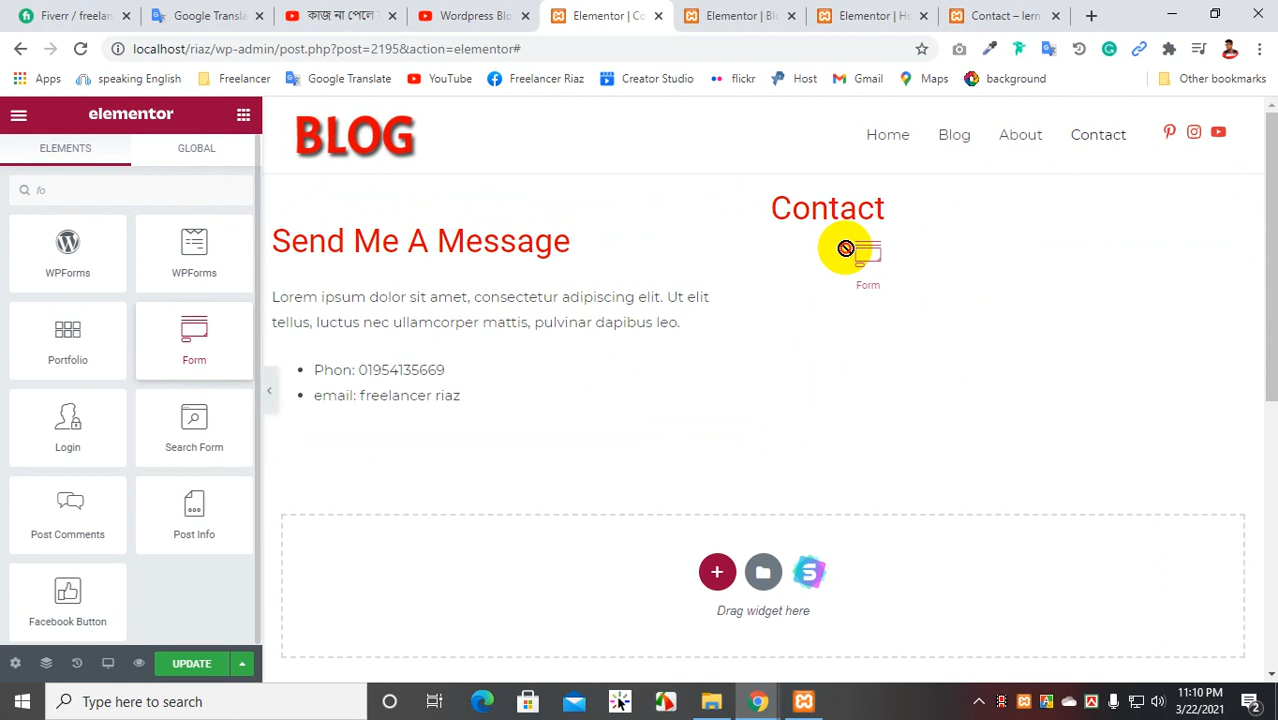 Fiverr / freelan
Google Transla
কাজ না পেলে
Wordpress Blo
Elementor | Co
Elementor | Blo
Elementor | Ho
Contact – lern
localhost/riaz/wp-admin/post.php?post=2195&action=elementor#
Apps
speaking English
Freelancer
Google Translate
YouTube
Freelancer Riaz
Creator Studio
flickr
Host
Gmail
Maps
background
Other bookmarks
elementor
ELEMENTS
GLOBAL
fo
WPForms
WPForms
Portfolio
Form
Login
Search Form
Post Comments
Post Info
Facebook Button
UPDATE
BLOG
Home
Blog
About
Contact
Contact
Send Me A Message
Form
Lorem ipsum dolor sit amet, consectetur adipiscing elit. Ut elit
tellus, luctus nec ullamcorper mattis, pulvinar dapibus leo.
Phon: 01954135669
email: freelancer riaz
Drag widget here
Type here to search
11:10 PM
3/22/2021
2